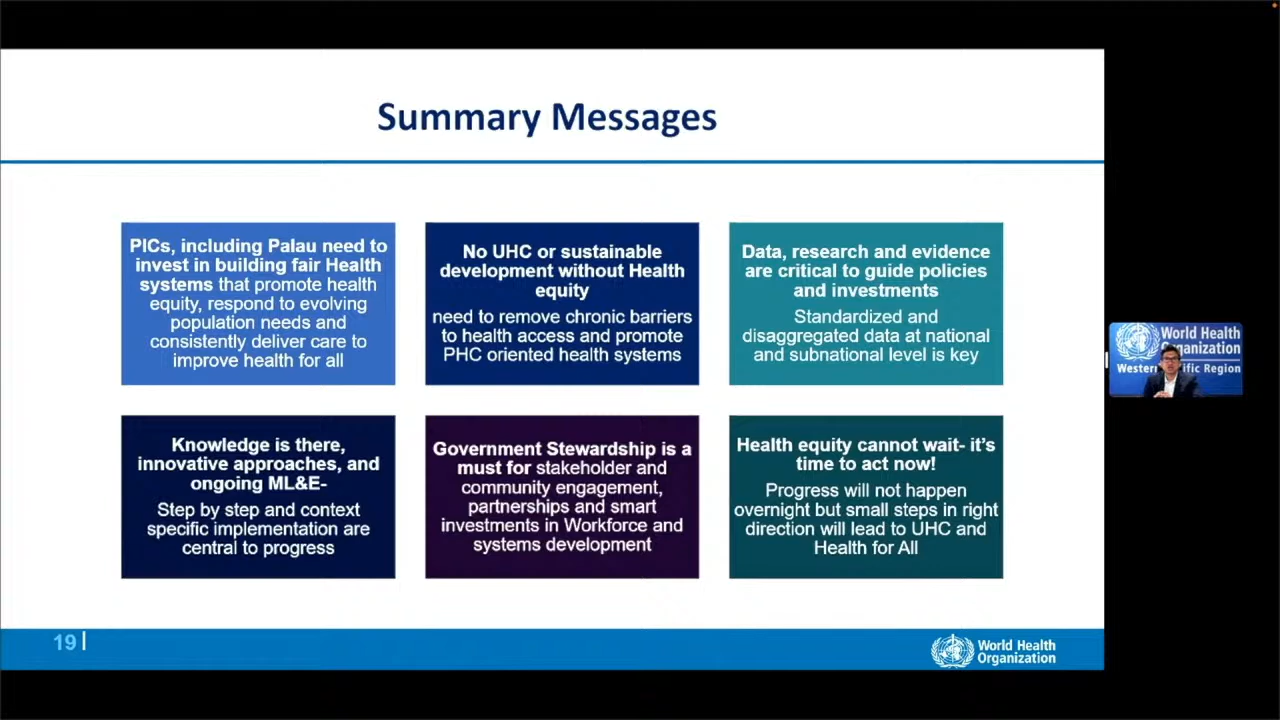 Summary Messages
PICs, including Palau need to
invest in building fair Health
systems that promote health
equity, respond to evolving
population needs and
consistently deliver care to
improve health for all
No UHC or sustainable
development without Health
equity
need to remove chronic barriers
to health access and promote
PHC oriented health systems
Data, research and evidence
are critical to guide policies
and investments
Standardized and
disaggregated data at national
and subnational level is key
Knowledge is there,
innovative approaches, and
ongoing ML&E-
Step by step and context
specific implementation are
central to progress
Government Stewardship is a
must for stakeholder and
community engagement,
partnerships and smart
investments in Workforce and
systems development
Health equity cannot wait- it's
time to act now!
Progress will not happen
overnight but small steps in right
direction will lead to UHC and
Health for All
World Health
Organization
Region
19
World Health
Organization